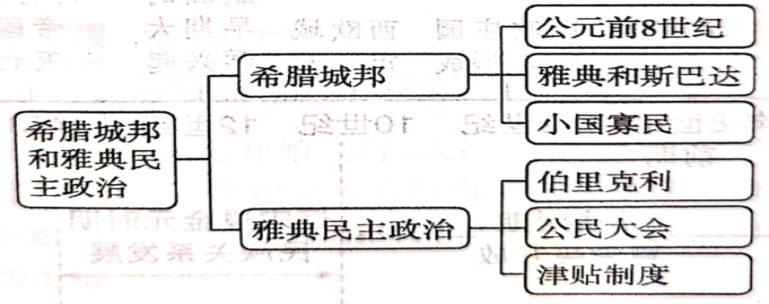 希腊城邦
和雅典民
主政治
希腊城邦
公元前8世纪
雅典和斯巴达
小国寡民
雅典民主政治
伯里克利
公民大会
津贴制度